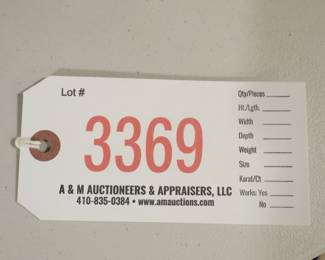 Lot #
3369
A & M AUCTIONEERS & APPRAISERS, LLC
410-835-0384 • www.amauctions.com
Qty/Pieces
Ht./Lgth.
Width
Depth
Weight
Size
Karat/Ct
Works: Yes
No